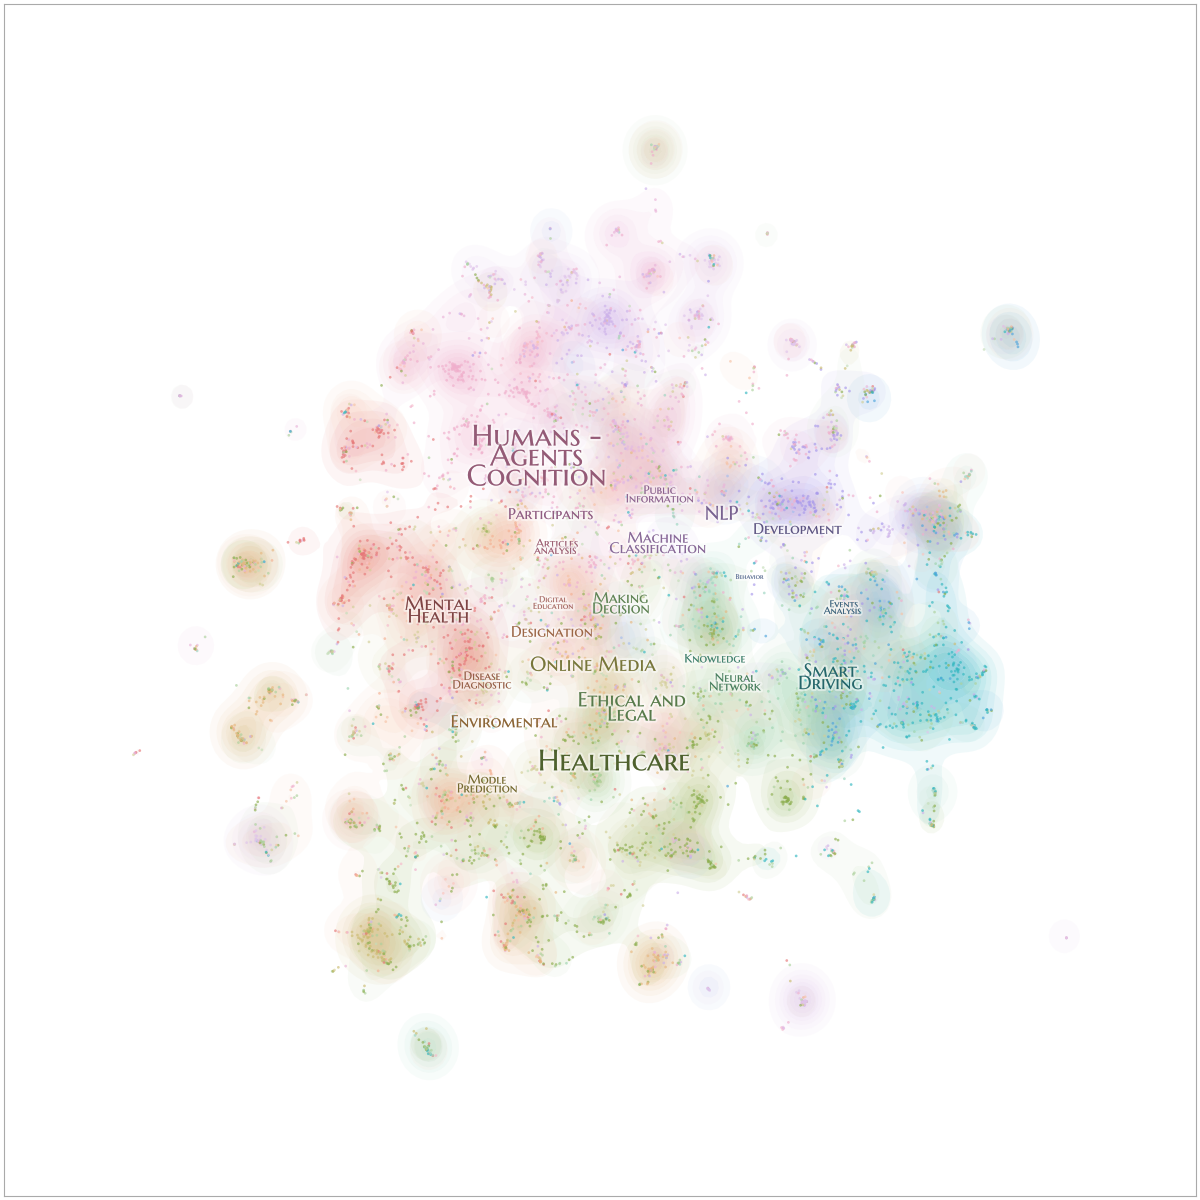 Humans -
Agents
Cognition
Public
Information
Participants
NLP
Development
Articles
analysis
Machine
Classification
Behavior
Mental
Health
Digital
Education
Making
Decision
Events
Analysis
Designation
Online Media
Knowledge
Disease
Diagnostic
Neural
Network
Smart
Driving
Ethical and
Legal
Enviromental
Healthcare
Modle
Prediction